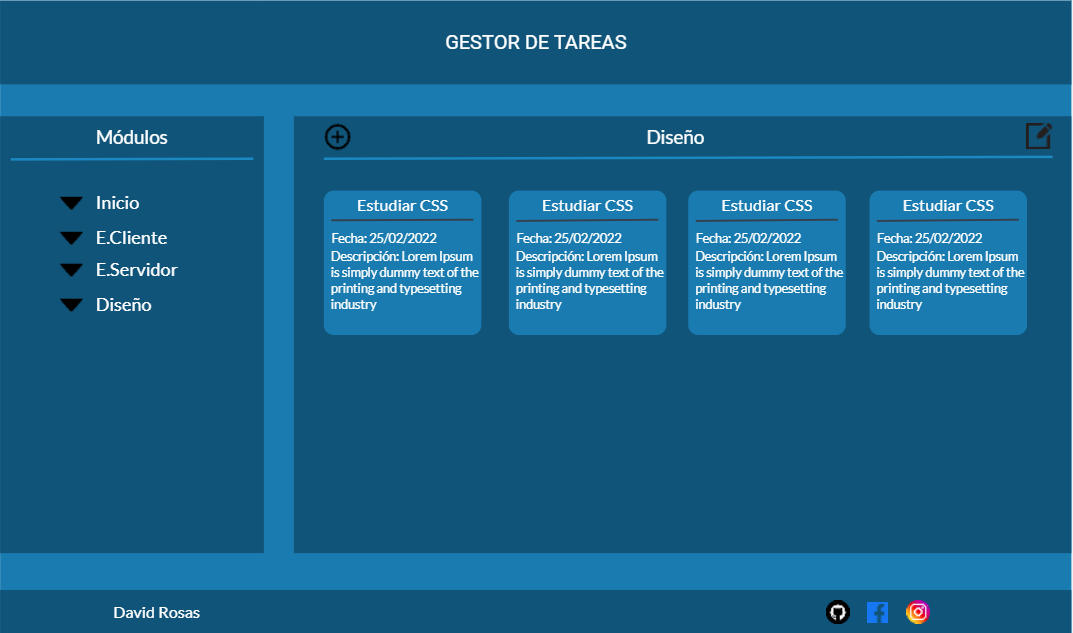 GESTOR DE TAREAS
Módulos
Inicio
E.Cliente
E.Servidor
Diseño
Diseño
Estudiar CSS
Fecha: 25/02/2022
Descripción: Lorem Ipsum
is simply dummy text of the
printing and typesetting
industry
Estudiar CSS
Fecha: 25/02/2022
Descripción: Lorem Ipsum
is simply dummy text of the
printing and typesetting
industry
Estudiar CSS
Fecha: 25/02/2022
Descripción: Lorem Ipsum
is simply dummy text of the
printing and typesetting
industry
Estudiar CSS
Fecha: 25/02/2022
Descripción: Lorem Ipsum
is simply dummy text of the
printing and typesetting
industry
David Rosas